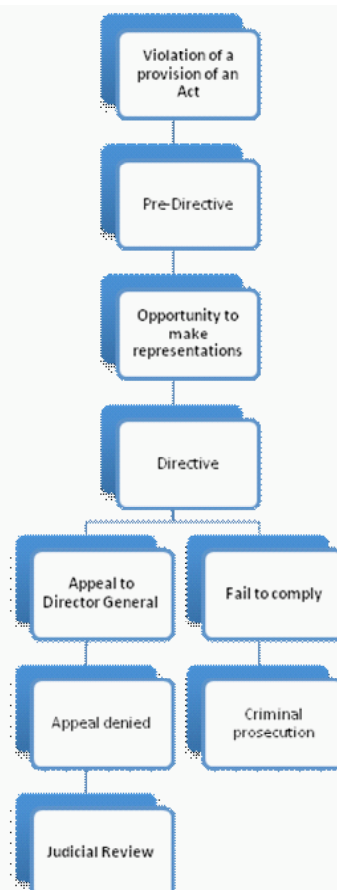 Violation of a
provision of an
Act
Pre-Directive
Opportunity to
make
representations
Directive
Appeal to
Director General
Fail to comply
Appeal denied
Criminal
prosecution
Judicial Review